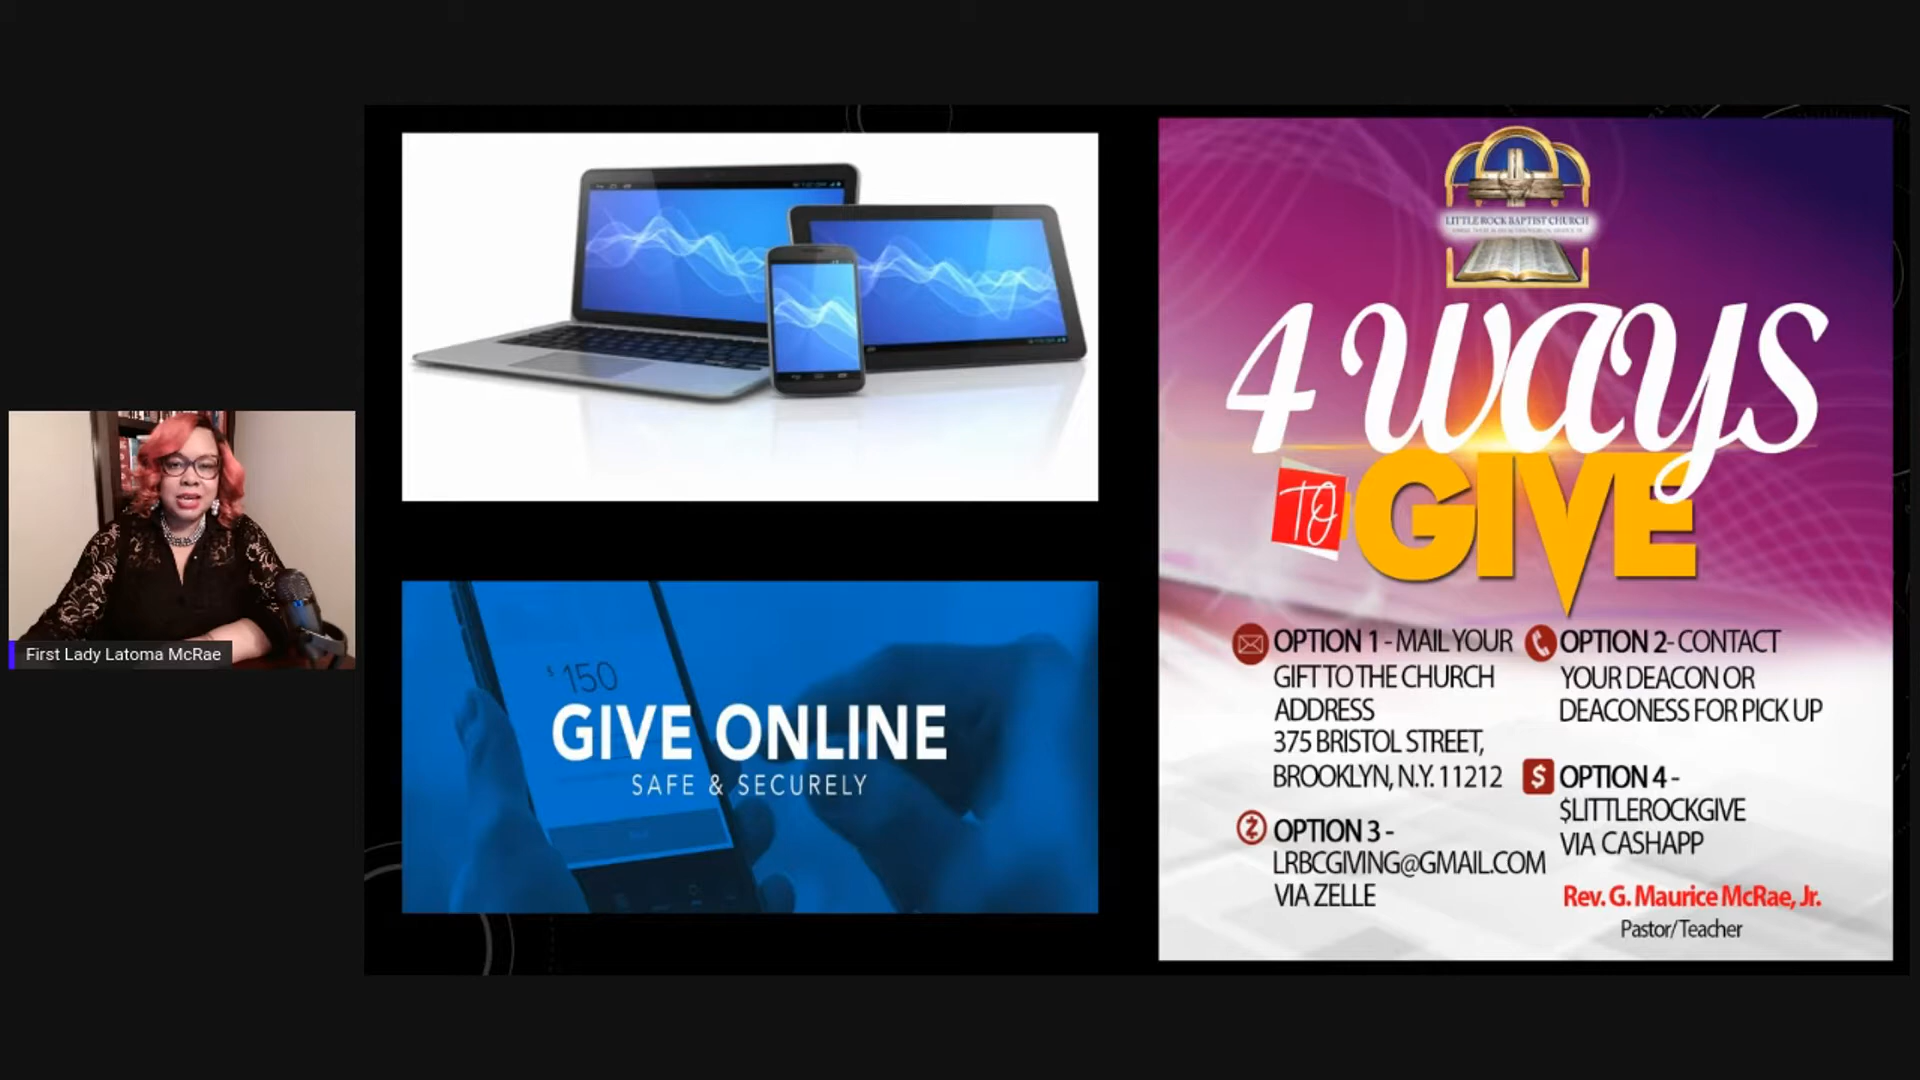 First Lady Latoma McRae
$150
GIVE ONLINE
SAFE & SECURELY
LITTLE ROCK BAPTIST CHURCH
4 ways
TO GIVE
OPTION 1 - MAIL YOUR
GIFT TO THE CHURCH
ADDRESS
375 BRISTOL STREET,
BROOKLYN, N.Y. 11212
OPTION 2- CONTACT
YOUR DEACON OR
DEACONESS FOR PICK UP
OPTION 3 -
LRBCGIVING@GMAIL.COM
VIA ZELLE
OPTION 4 -
$LITTLEROCKGIVE
VIA CASHAPP
Rev. G. Maurice McRae, Jr.
Pastor/Teacher